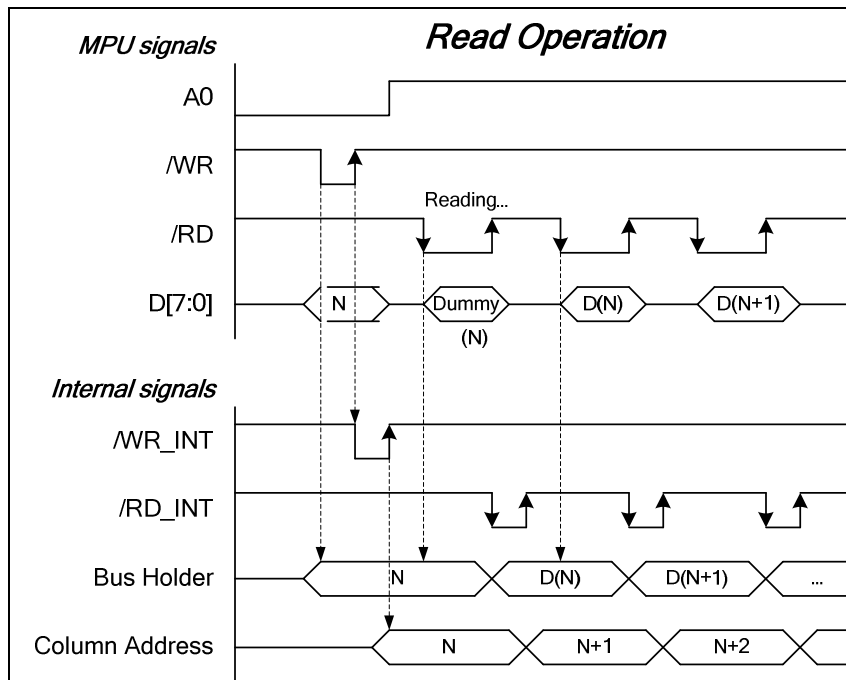 MPU signals
Read Operation
A0
/WR
Reading...
/RD
D[7:0]
N
Dummy
D(N)
D(N+1)
(N)
Internal signals
/WR_INT
/RD_INT
Bus Holder
N
D(N)
D(N+1)
...
Column Address
N
N+1
N+2